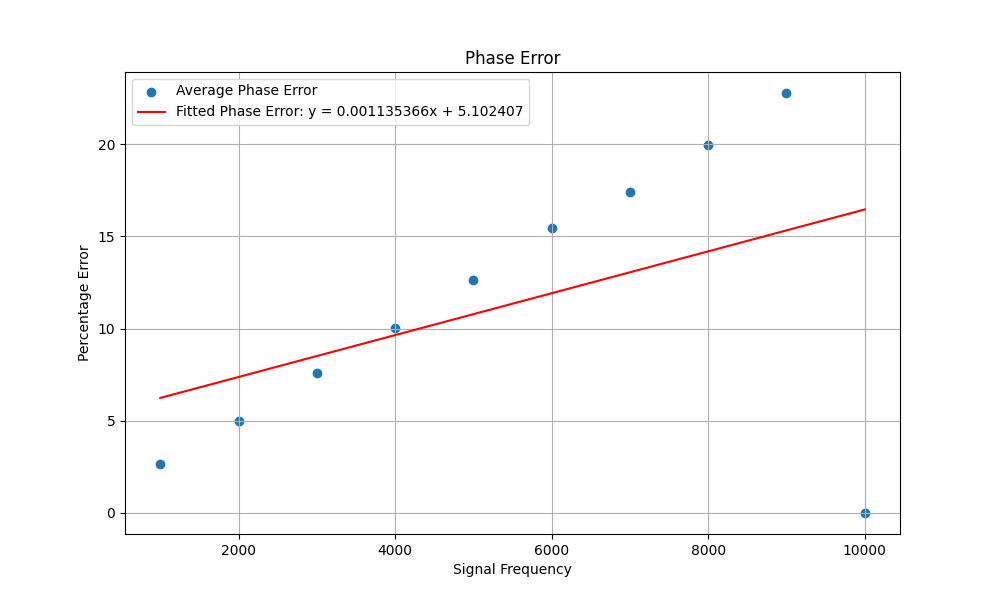 Phase Error
Average Phase Error
Fitted Phase Error: y = 0.001135366x + 5.102407
Percentage Error
20
15
10
5
0
2000 4000 6000 8000 10000
Signal Frequency